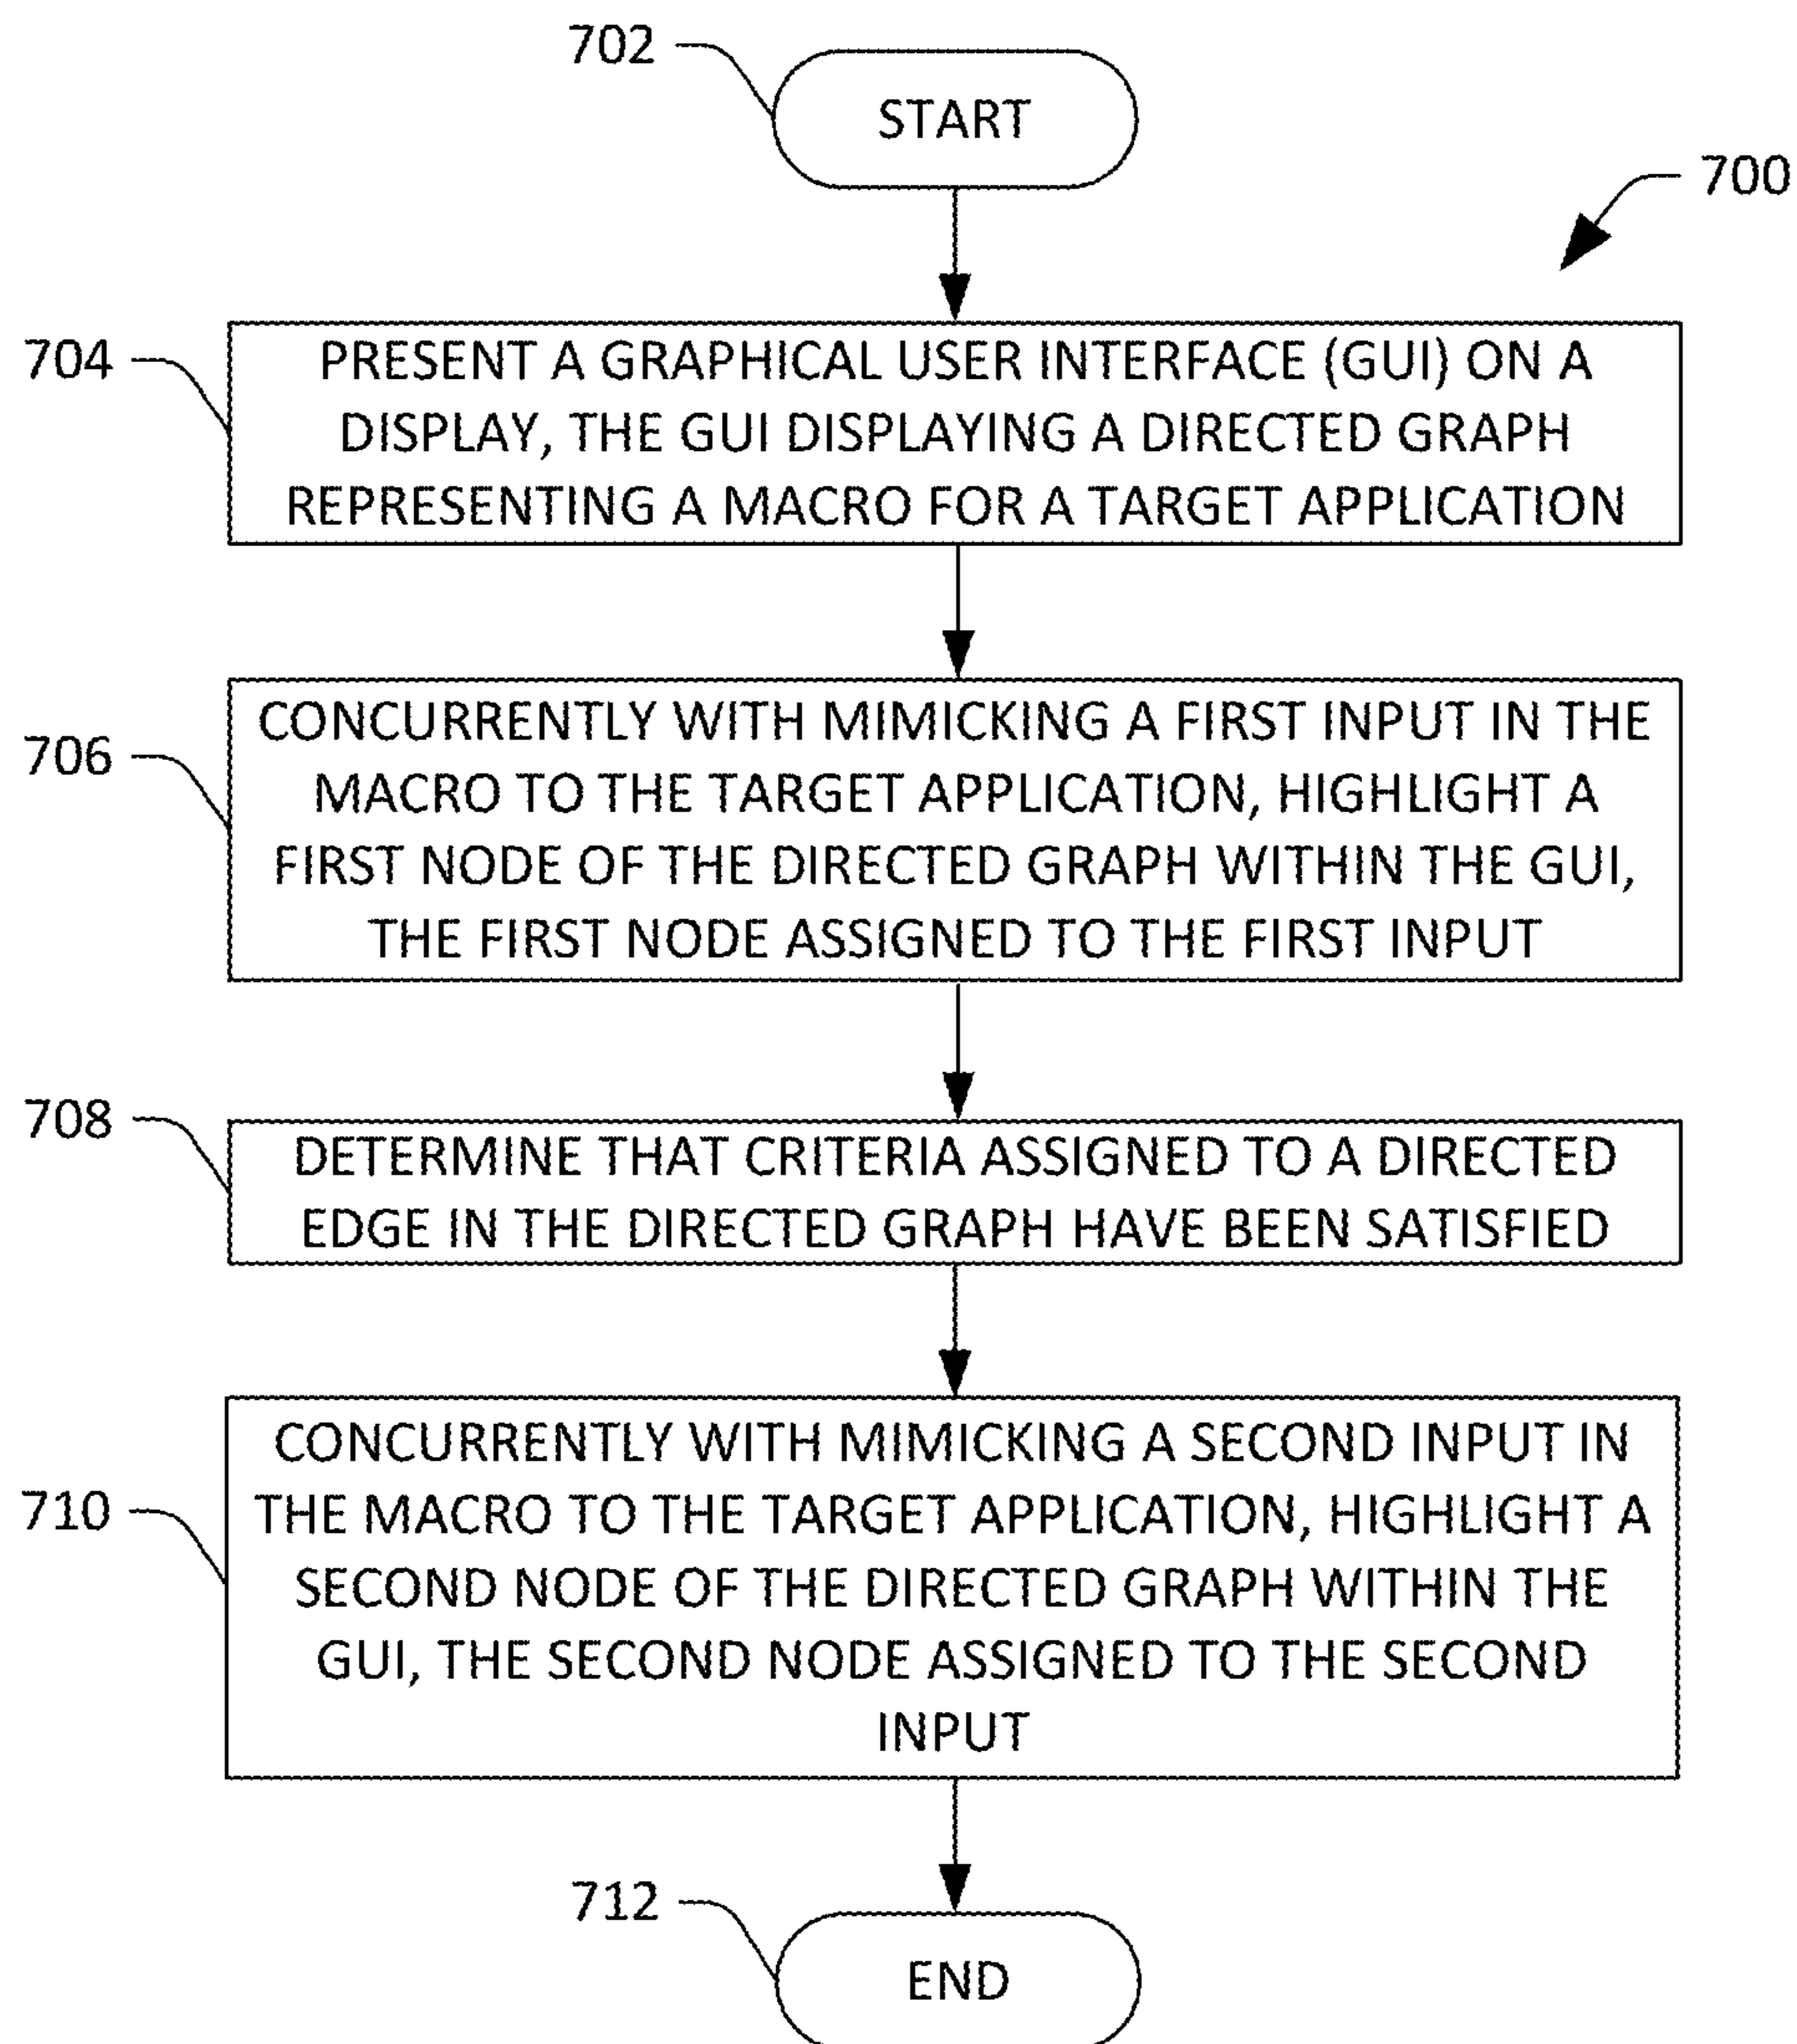 702
START
700
704
PRESENT A GRAPHICAL USER INTERFACE (GUI) ON A
DISPLAY, THE GUI DISPLAYING A DIRECTED GRAPH
REPRESENTING A MACRO FOR A TARGET APPLICATION
706
CONCURRENTLY WITH MIMICKING A FIRST INPUT IN THE
MACRO TO THE TARGET APPLICATION, HIGHLIGHT A
FIRST NODE OF THE DIRECTED GRAPH WITHIN THE GUI,
THE FIRST NODE ASSIGNED TO THE FIRST INPUT
708
DETERMINE THAT CRITERIA ASSIGNED TO A DIRECTED
EDGE IN THE DIRECTED GRAPH HAVE BEEN SATISFIED
710
CONCURRENTLY WITH MIMICKING A SECOND INPUT IN
THE MACRO TO THE TARGET APPLICATION, HIGHLIGHT A
SECOND NODE OF THE DIRECTED GRAPH WITHIN THE
GUI, THE SECOND NODE ASSIGNED TO THE SECOND
INPUT
712
END